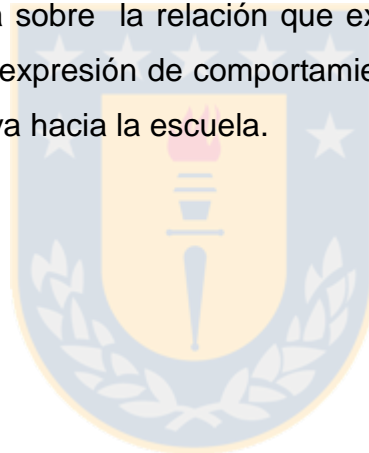 sobre la relación que ex
expresión de comportamie
va hacia la escuela.